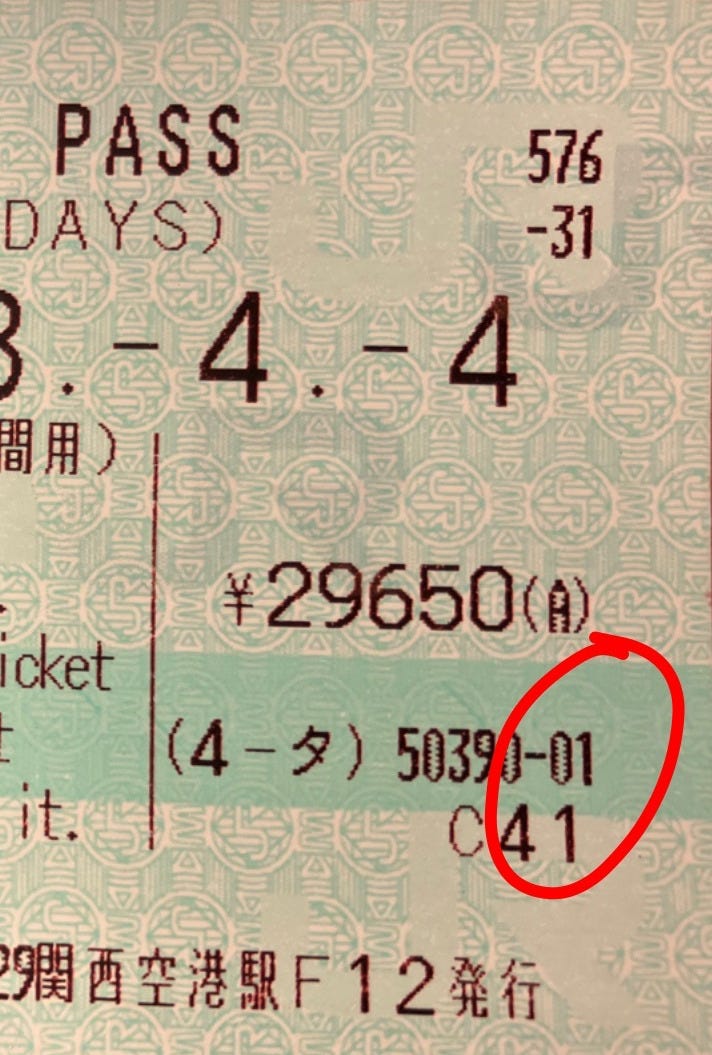 PASS
576
DAYS)
-31
3.-4.-4
間用)
¥29650
icket
(4-タ) 50390-01
it.
C41
29関西空港駅F12発行